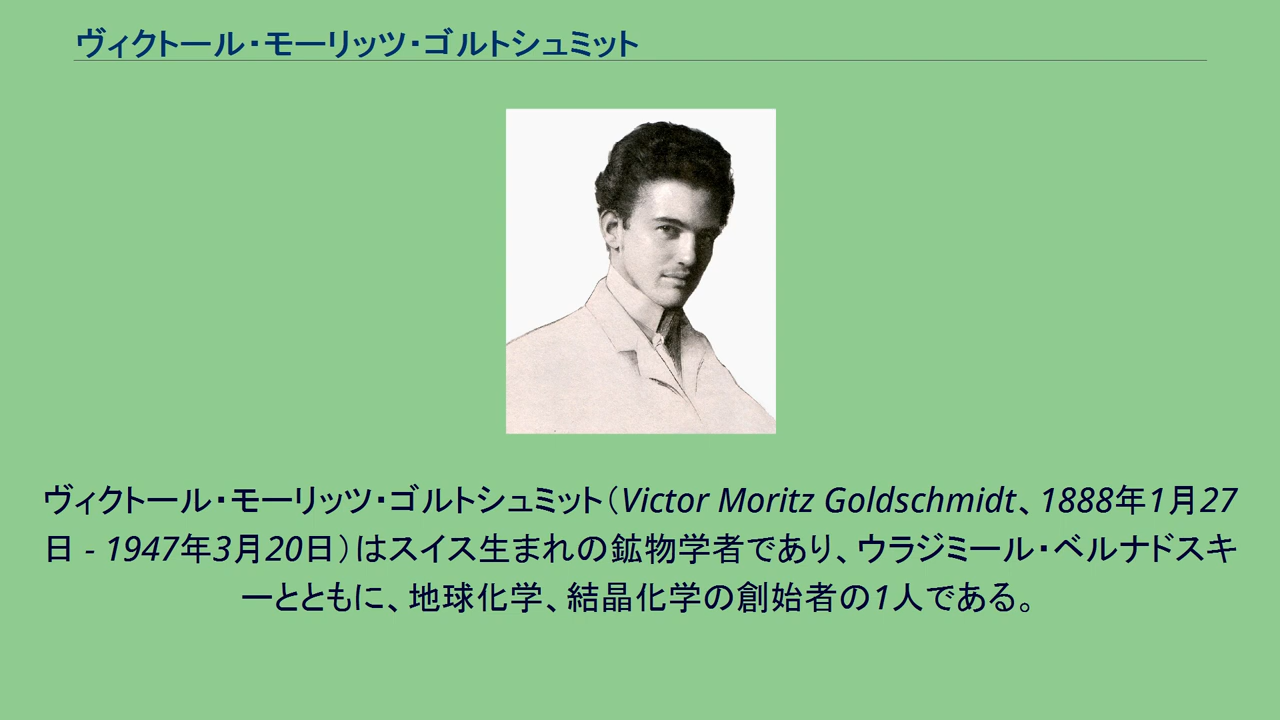 ヴィクトール・モーリッツ・ゴルトシュミット
ヴィクトール・モーリッツ・ゴルトシュミット（Victor Moritz Goldschmidt、1888年1月27
日 - 1947年3月20日）はスイス生まれの鉱物学者であり、ウラジミール・ベルナドスキ
ーとともに、地球化学、結晶化学の創始者の1人である。